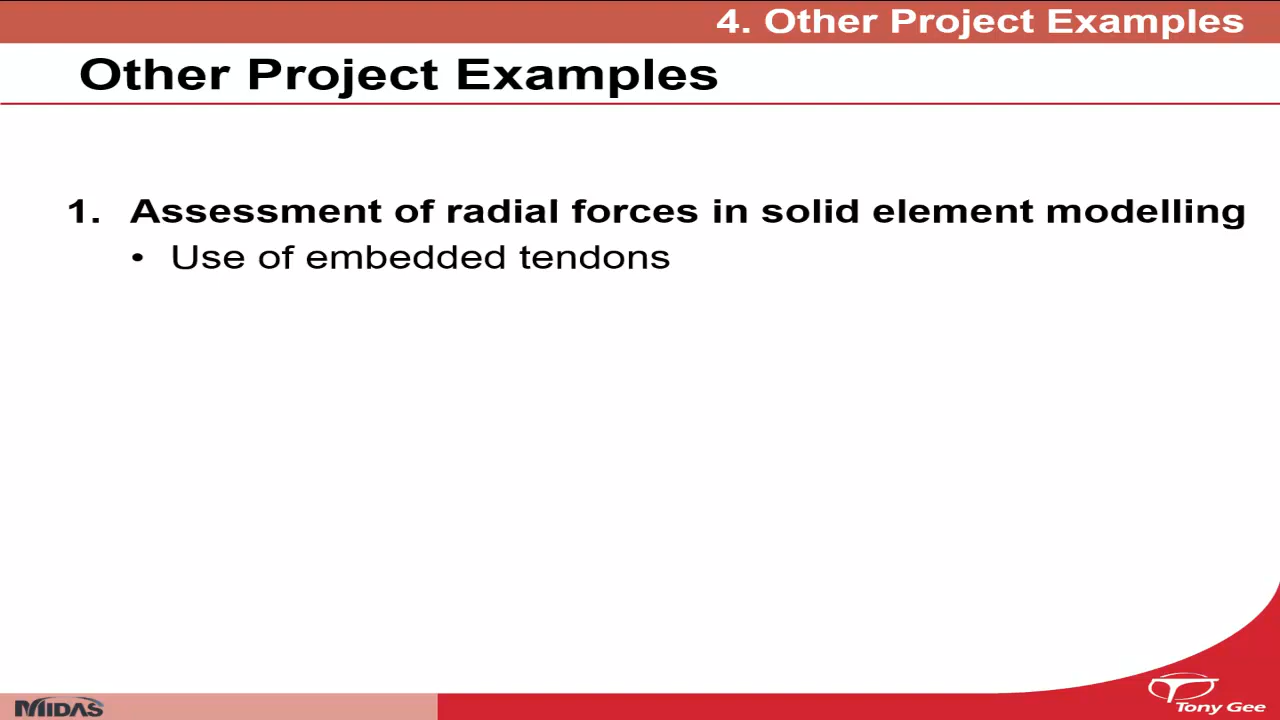 4. Other Project Examples
Other Project Examples
1. Assessment of radial forces in solid element modelling
• Use of embedded tendons
MIDAS
Tony Gee